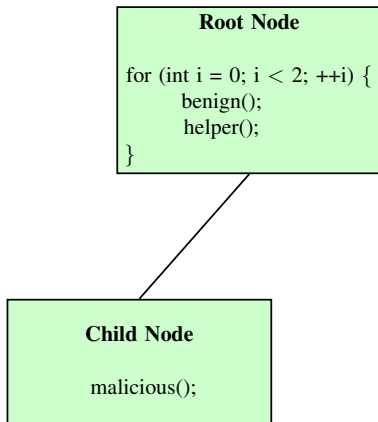 Root Node
for (int i = 0; i < 2; ++i) {
benign();
helper();
}
Child Node
malicious();